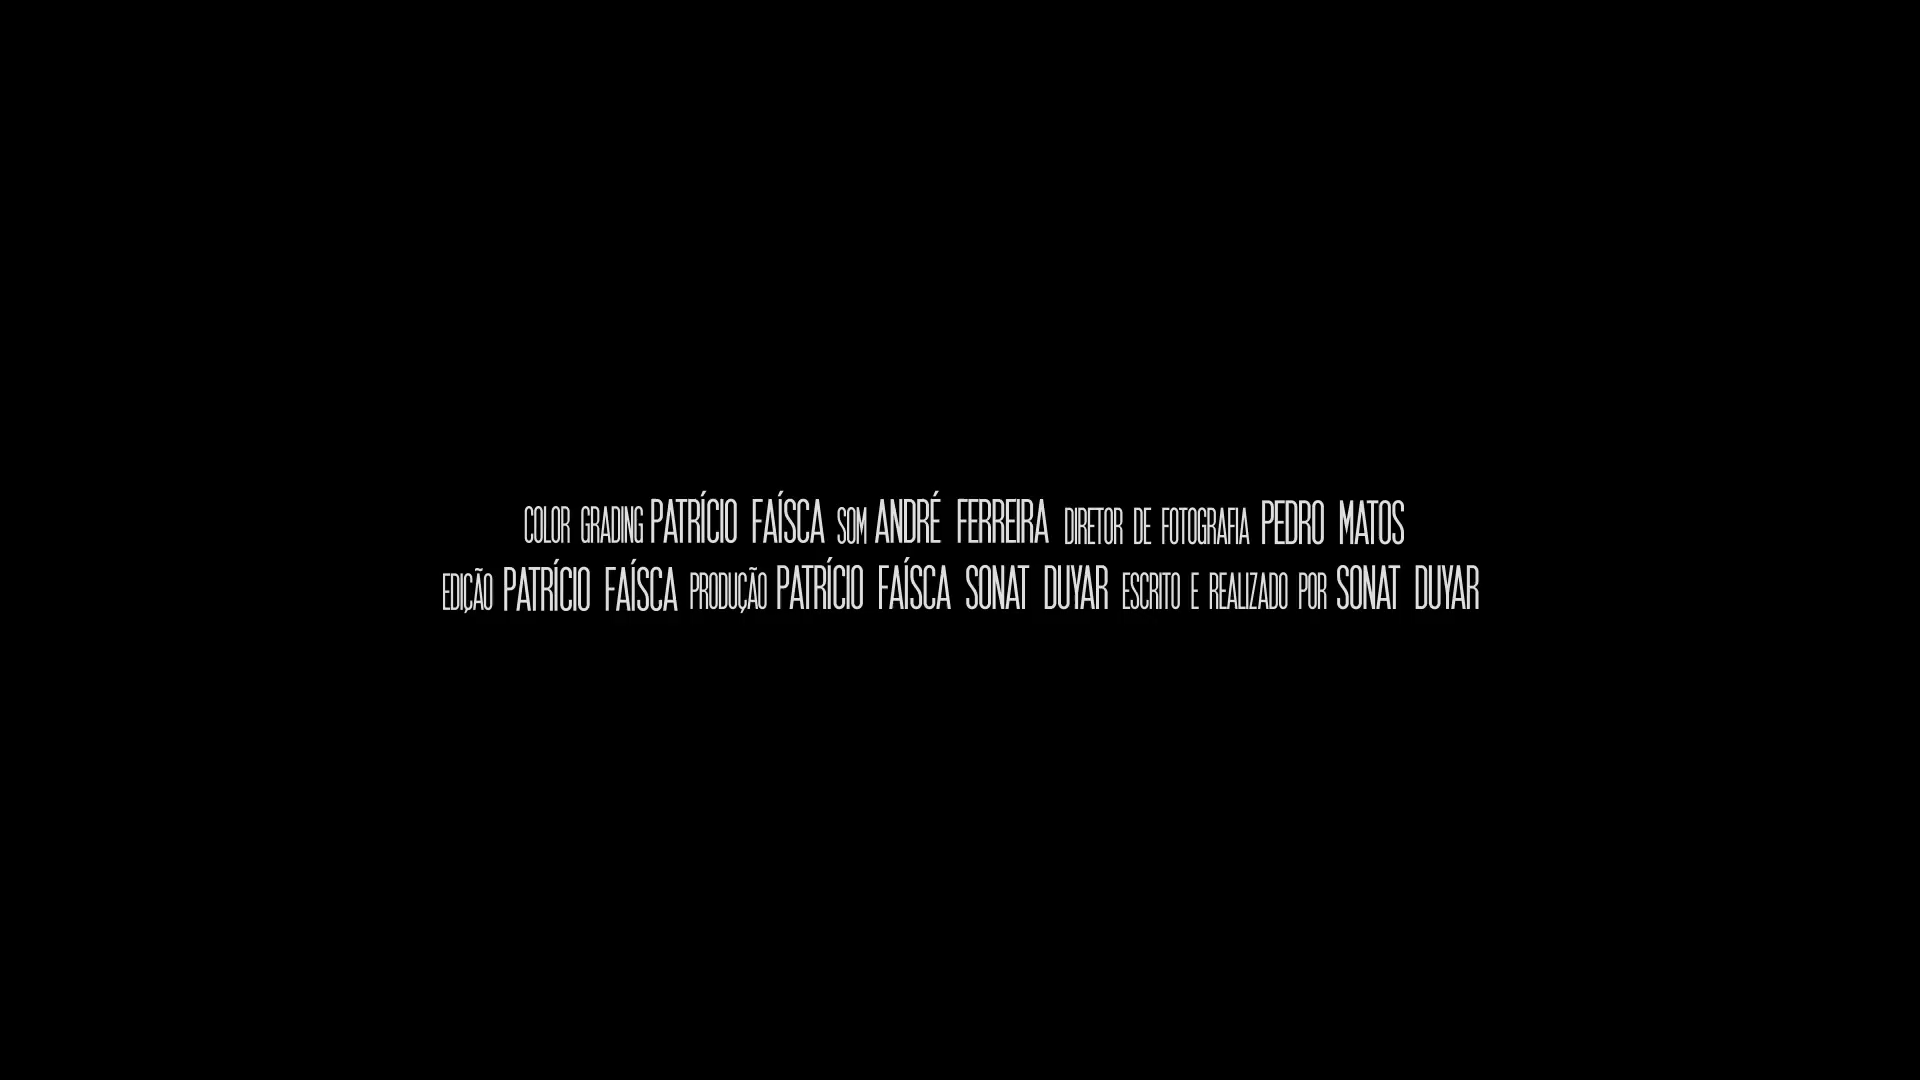 COLOR GRADING PATRÍCIO FAÍSCA SOM ANDRÉ FERREIRA DIRETOR DE FOTOGRAFIA PEDRO MATOS
EDIÇÃO PATRÍCIO FAÍSCA PRODUÇÃO PATRÍCIO FAÍSCA SONAT DUYAR ESCRITO E REALIZADO POR SONAT DUYAR